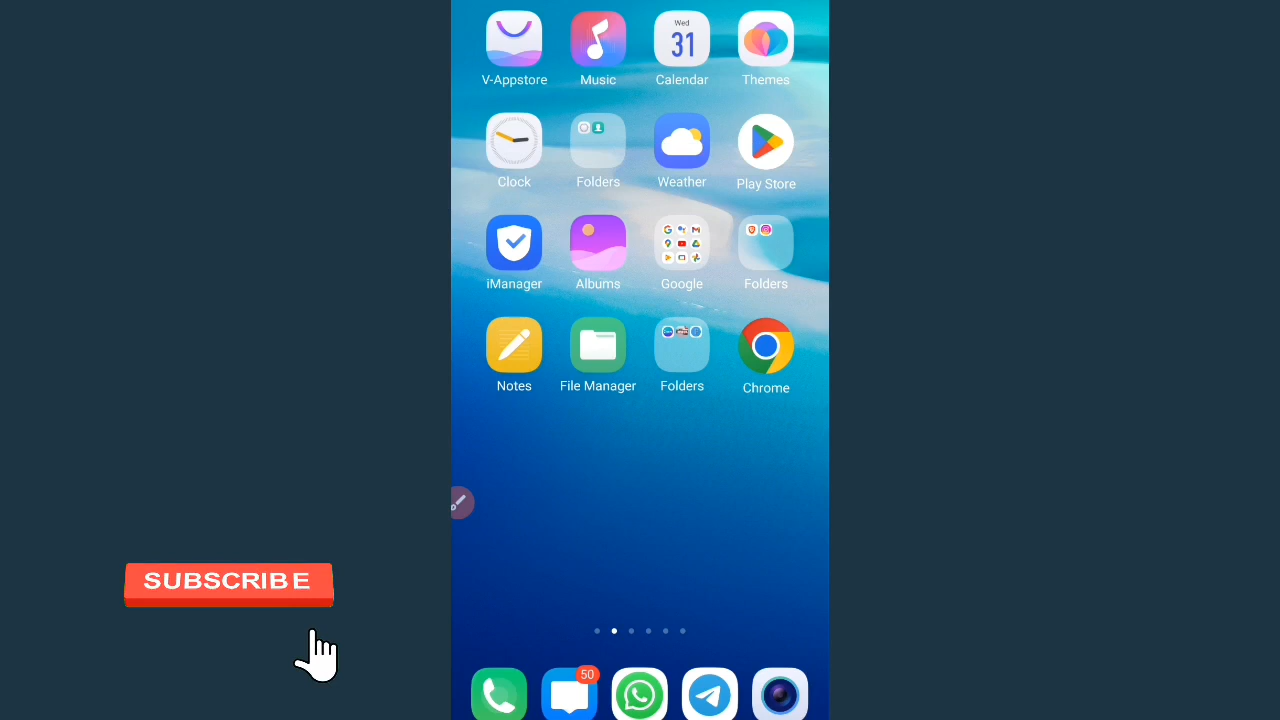 V-Appstore Music Calendar Themes
Wed
31
Clock Folders Weather Play Store
iManager Albums Google Folders
Notes File Manager Folders Chrome
SUBSCRIBE
50